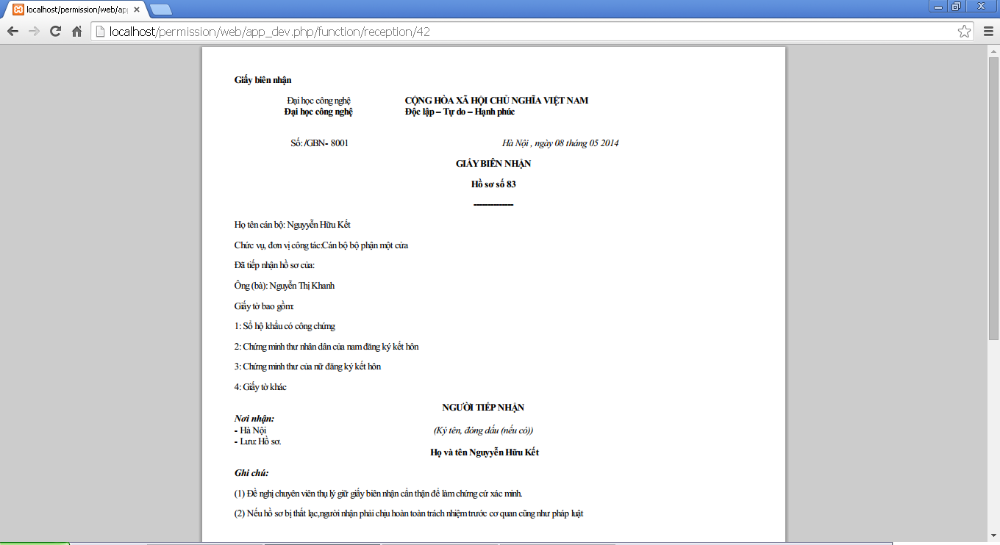 localhost/permission/web/app
localhost/permission/web/app_dev.php/function/reception/42
Giấy biên nhận
Đại học công nghệ CỘNG HÒA XÃ HỘI CHỦ NGHĨA VIỆT NAM
Đại học công nghệ Độc lập – Tự do – Hạnh phúc
Số: /GBN- 8001 Hà Nội , ngày 08 tháng 05 2014
GIẤY BIÊN NHẬN
Hồ sơ số 83
--------------
Họ tên cán bộ: Nguyyễn Hữu Kết
Chức vụ, đơn vị công tác:Cán bộ bộ phận một cửa
Đã tiếp nhận hồ sơ của:
Ông (bà): Nguyễn Thị Khanh
Giấy tờ bao gồm:
1: Sổ hộ khẩu có công chứng
2: Chứng minh thư nhân dân của nam đăng ký kết hôn
3: Chứng minh thư của nữ đăng ký kết hôn
4: Giấy tờ khác
NGƯỜI TIẾP NHẬN
Nơi nhận:
- Hà Nội (Ký tên, đóng dấu (nếu có))
- Lưu: Hồ sơ.
Họ và tên Nguyyễn Hữu Kết
Ghi chú:
(1) Đề nghị chuyên viên thụ lý giữ giấy biên nhận cẩn thận để làm chứng cứ xác minh.
(2) Nếu hồ sơ bị thất lạc,người nhận phải chịu hoàn toàn trách nhiệm trước cơ quan cũng như pháp luật